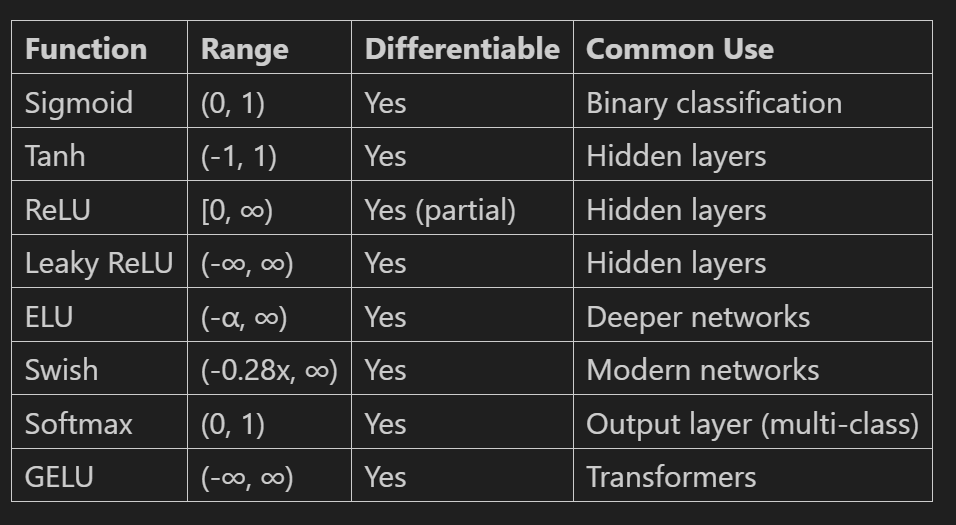 Function Range Differentiable Common Use
Sigmoid (0, 1) Yes Binary classification
Tanh (-1, 1) Yes Hidden layers
ReLU [0, ∞) Yes (partial) Hidden layers
Leaky ReLU (-∞, ∞) Yes Hidden layers
ELU (-α, ∞) Yes Deeper networks
Swish (-0.28x, ∞) Yes Modern networks
Softmax (0, 1) Yes Output layer (multi-class)
GELU (-∞, ∞) Yes Transformers